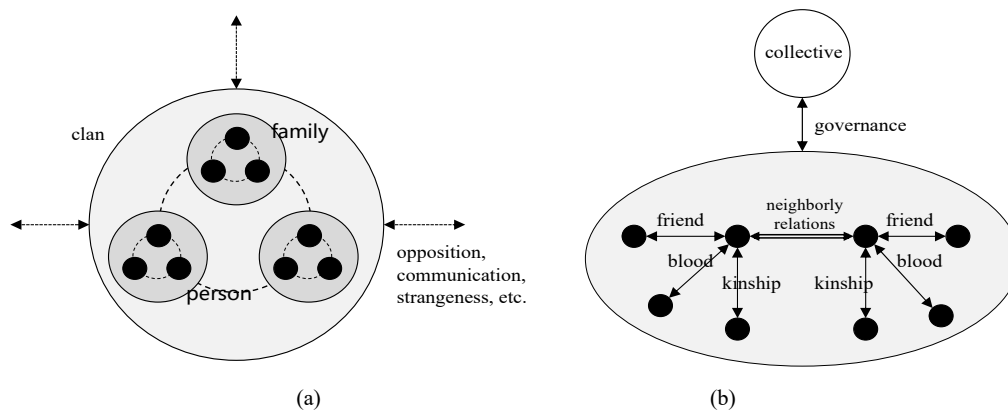 clan
family
person
opposition,
communication,
strangeness, etc.
(a)
collective
governance
neighborly
relations
friend
friend
blood
blood
kinship
kinship
(b)